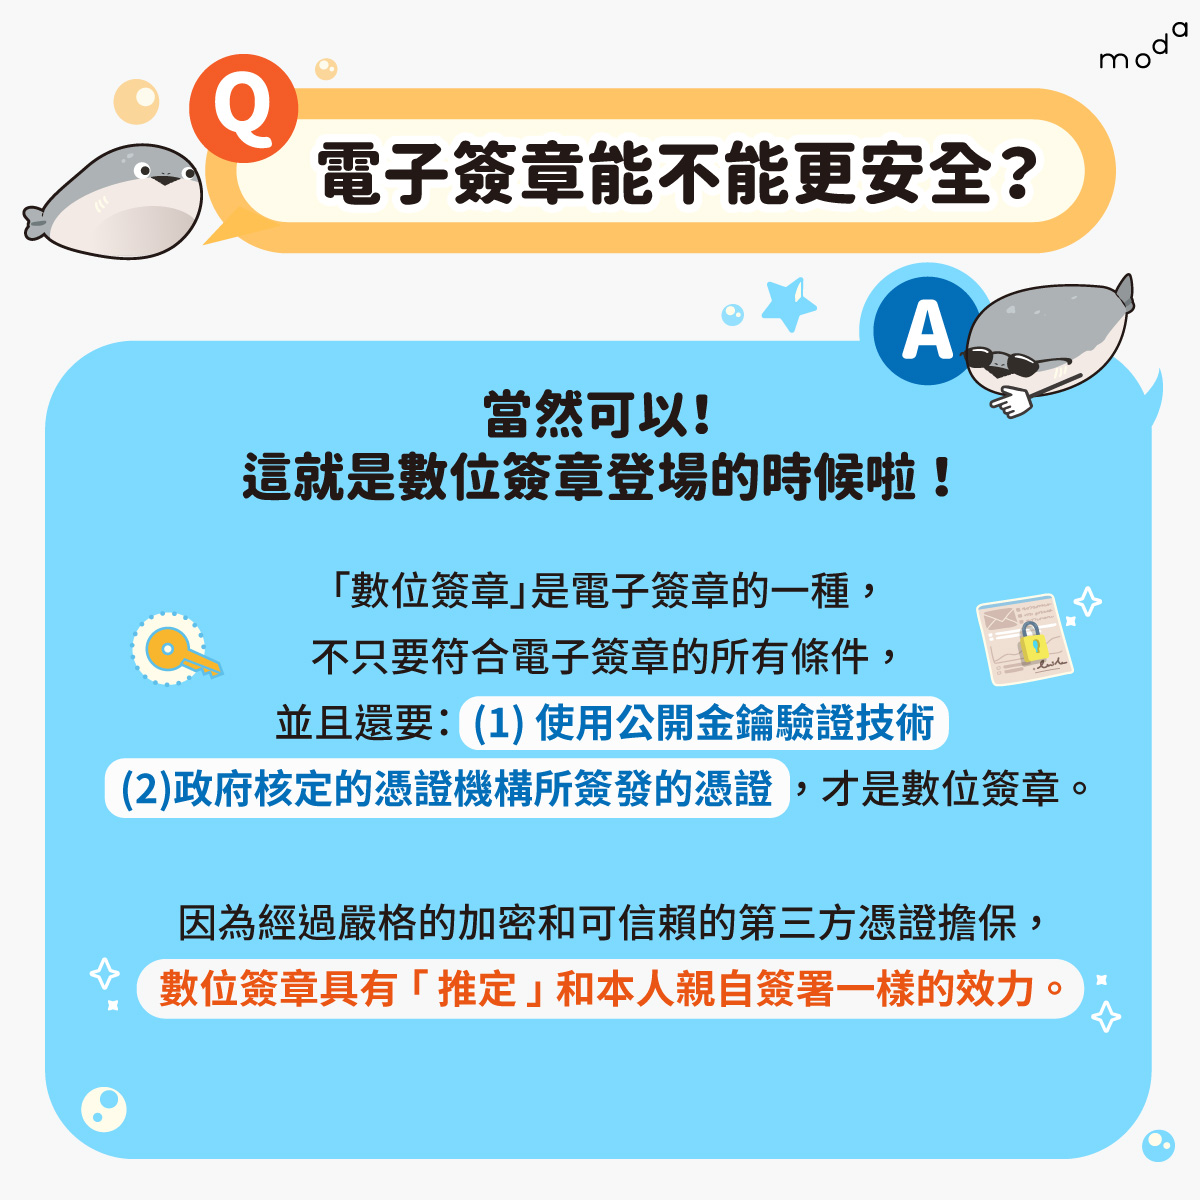 moda
Q
電子簽章能不能更安全?
A
當然可以!
這就是數位簽章登場的時候啦!
「數位簽章」是電子簽章的一種,
不只要符合電子簽章的所有條件,
並且還要:(1) 使用公開金鑰驗證技術
(2)政府核定的憑證機構所簽發的憑證,才是數位簽章。
因為經過嚴格的加密和可信賴的第三方憑證擔保,
數位簽章具有「推定」和本人親自簽署一樣的效力。